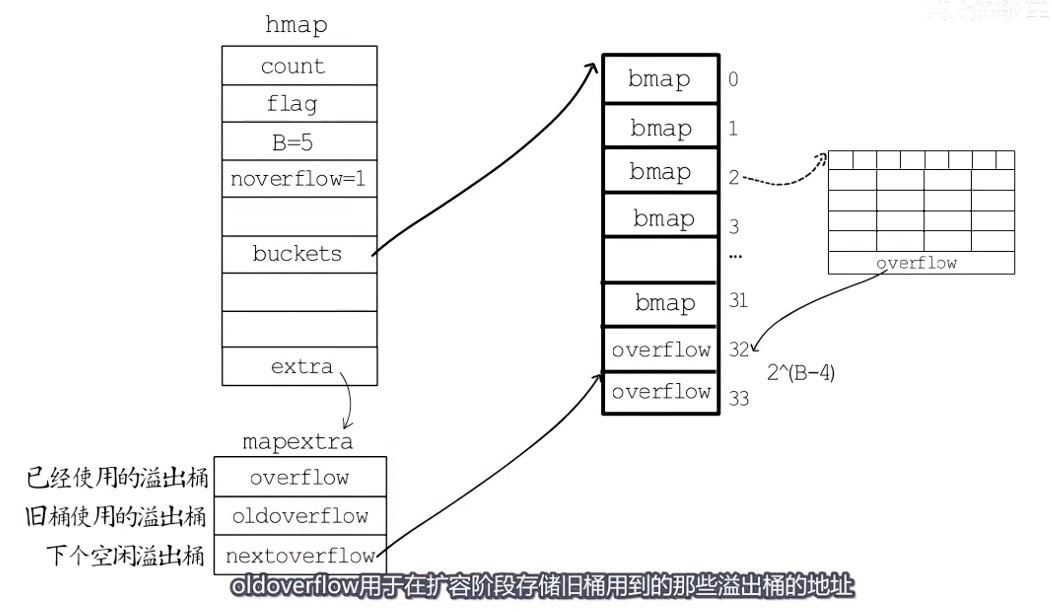 hmap
count
flag
B=5
noverflow=1
buckets
extra
bmap 0
bmap 1
bmap 2
bmap 3
...
bmap 31
overflow 32
overflow 33
2^(B-4)
overflow
mapextra
已经使用的溢出桶 overflow
旧桶使用的溢出桶 oldoverflow
下个空闲溢出桶 nextoverflow
oldoverflow用于在扩容阶段存储旧桶用到的那些溢出桶的地址